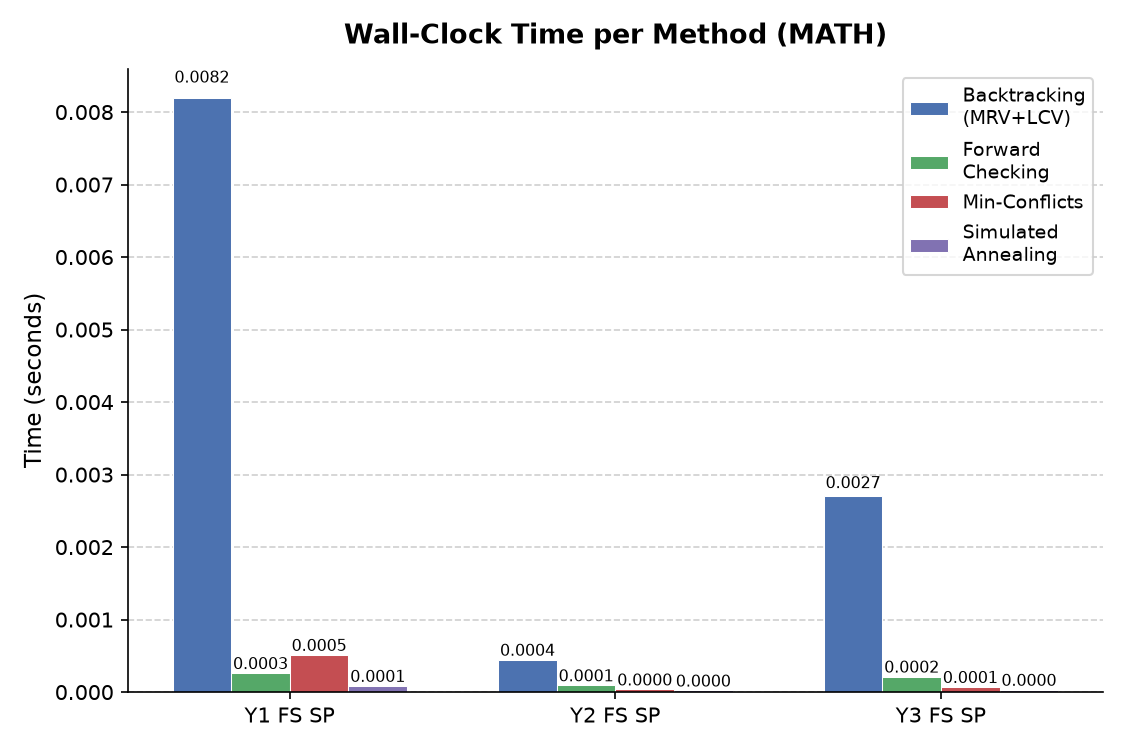 Wall-Clock Time per Method (MATH)
Time (seconds)
0.008
0.007
0.006
0.005
0.004
0.003
0.002
0.001
0.000
0.0082
0.0003
0.0005
0.0001
0.0004
0.0001
0.0000
0.0000
0.0027
0.0002
0.0001
0.0000
Y1 FS SP
Y2 FS SP
Y3 FS SP
Backtracking
(MRV+LCV)
Forward
Checking
Min-Conflicts
Simulated
Annealing